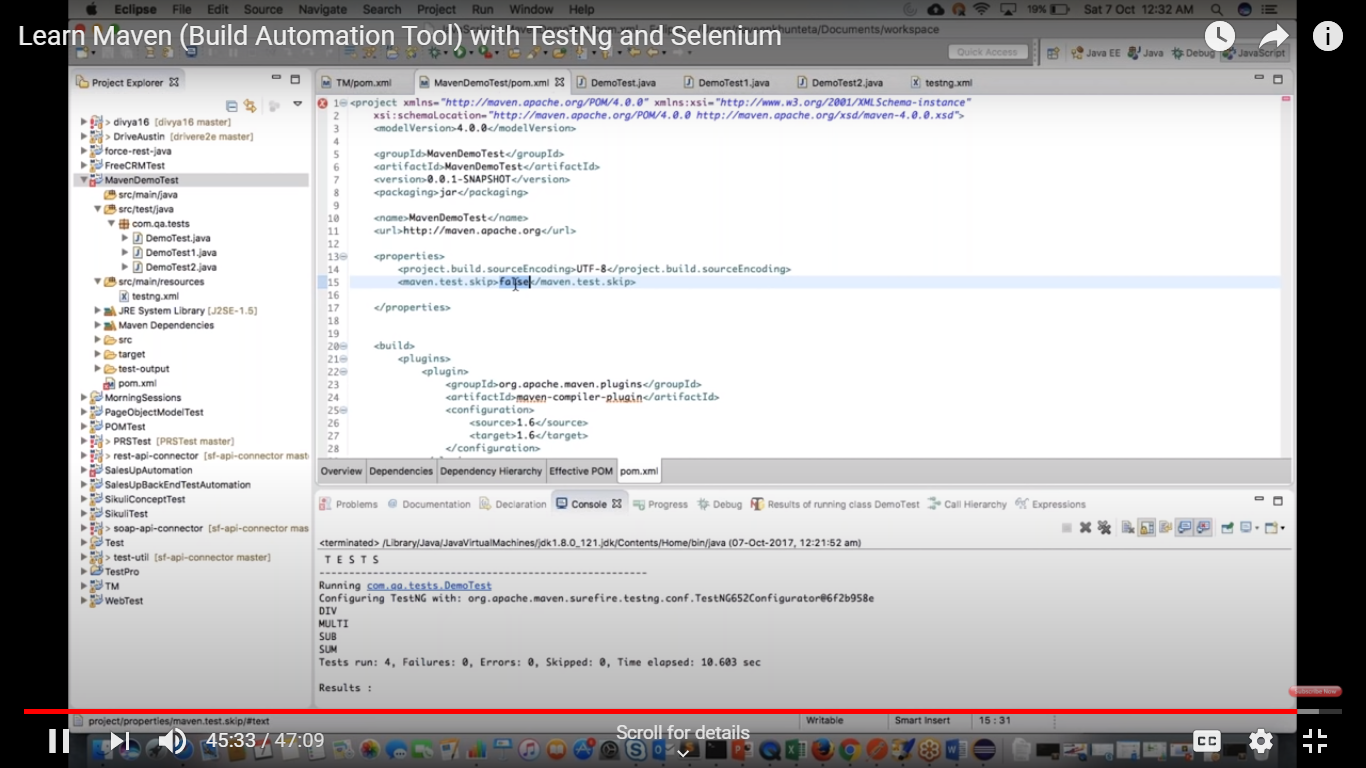 Eclipse File Edit Source Navigate Search Project Run Window Help 19% Sat 7 Oct 12:32 AM
Learn Maven (Build Automation Tool) with TestNg and Selenium
hunteta/Documents/workspace
Quick Access Java EE Java Debug JavaScript
Project Explorer
TM/pom.xml MavenDemoTest/pom.xml DemoTest.java DemoTest1.java DemoTest2.java testng.xml
> divya16 [divya16 master]
> DriveAustin [drivere2e master]
force-rest-java
FreeCRMTest
MavenDemoTest
src/main/java
src/test/java
com.qa.tests
DemoTest.java
DemoTest1.java
DemoTest2.java
src/main/resources
testng.xml
JRE System Library [J2SE-1.5]
Maven Dependencies
src
target
test-output
pom.xml
MorningSessions
PageObjectModelTest
POMTest
> PRSTest [PRSTest master]
> rest-api-connector [sf-api-connector mast
SalesUpAutomation
SalesUpBackEndTestAutomation
SikuliConceptTest
SikuliTest
> soap-api-connector [sf-api-connector mas
Test
> test-util [sf-api-connector master]
TestPro
TM
WebTest
1 <project xmlns="http://maven.apache.org/POM/4.0.0" xmlns:xsi="http://www.w3.org/2001/XMLSchema-instance"
2 xsi:schemaLocation="http://maven.apache.org/POM/4.0.0 http://maven.apache.org/xsd/maven-4.0.0.xsd">
3 <modelVersion>4.0.0</modelVersion>
4
5 <groupId>MavenDemoTest</groupId>
6 <artifactId>MavenDemoTest</artifactId>
7 <version>0.0.1-SNAPSHOT</version>
8 <packaging>jar</packaging>
9
10 <name>MavenDemoTest</name>
11 <url>http://maven.apache.org</url>
12
13 <properties>
14 <project.build.sourceEncoding>UTF-8</project.build.sourceEncoding>
15 <maven.test.skip>false</maven.test.skip>
16
17 </properties>
18
19
20 <build>
21 <plugins>
22 <plugin>
23 <groupId>org.apache.maven.plugins</groupId>
24 <artifactId>maven-compiler-plugin</artifactId>
25 <configuration>
26 <source>1.6</source>
27 <target>1.6</target>
28 </configuration>
Overview Dependencies Dependency Hierarchy Effective POM pom.xml
Problems Documentation Declaration Console Progress Debug Results of running class DemoTest Call Hierarchy Expressions
<terminated> /Library/Java/JavaVirtualMachines/jdk1.8.0_121.jdk/Contents/Home/bin/java (07-Oct-2017, 12:21:52 am)
T E S T S
-------------------------------------------------------
Running com.qa.tests.DemoTest
Configuring TestNG with: org.apache.maven.surefire.testng.conf.TestNG652Configurator@6f2b958e
DIV
MULTI
SUB
SUM
Tests run: 4, Failures: 0, Errors: 0, Skipped: 0, Time elapsed: 10.603 sec
Results :
Subscribe Now
project/properties/maven.test.skip/#text Writable Smart Insert 15 : 31
45:33 / 47:09 Scroll for details CC